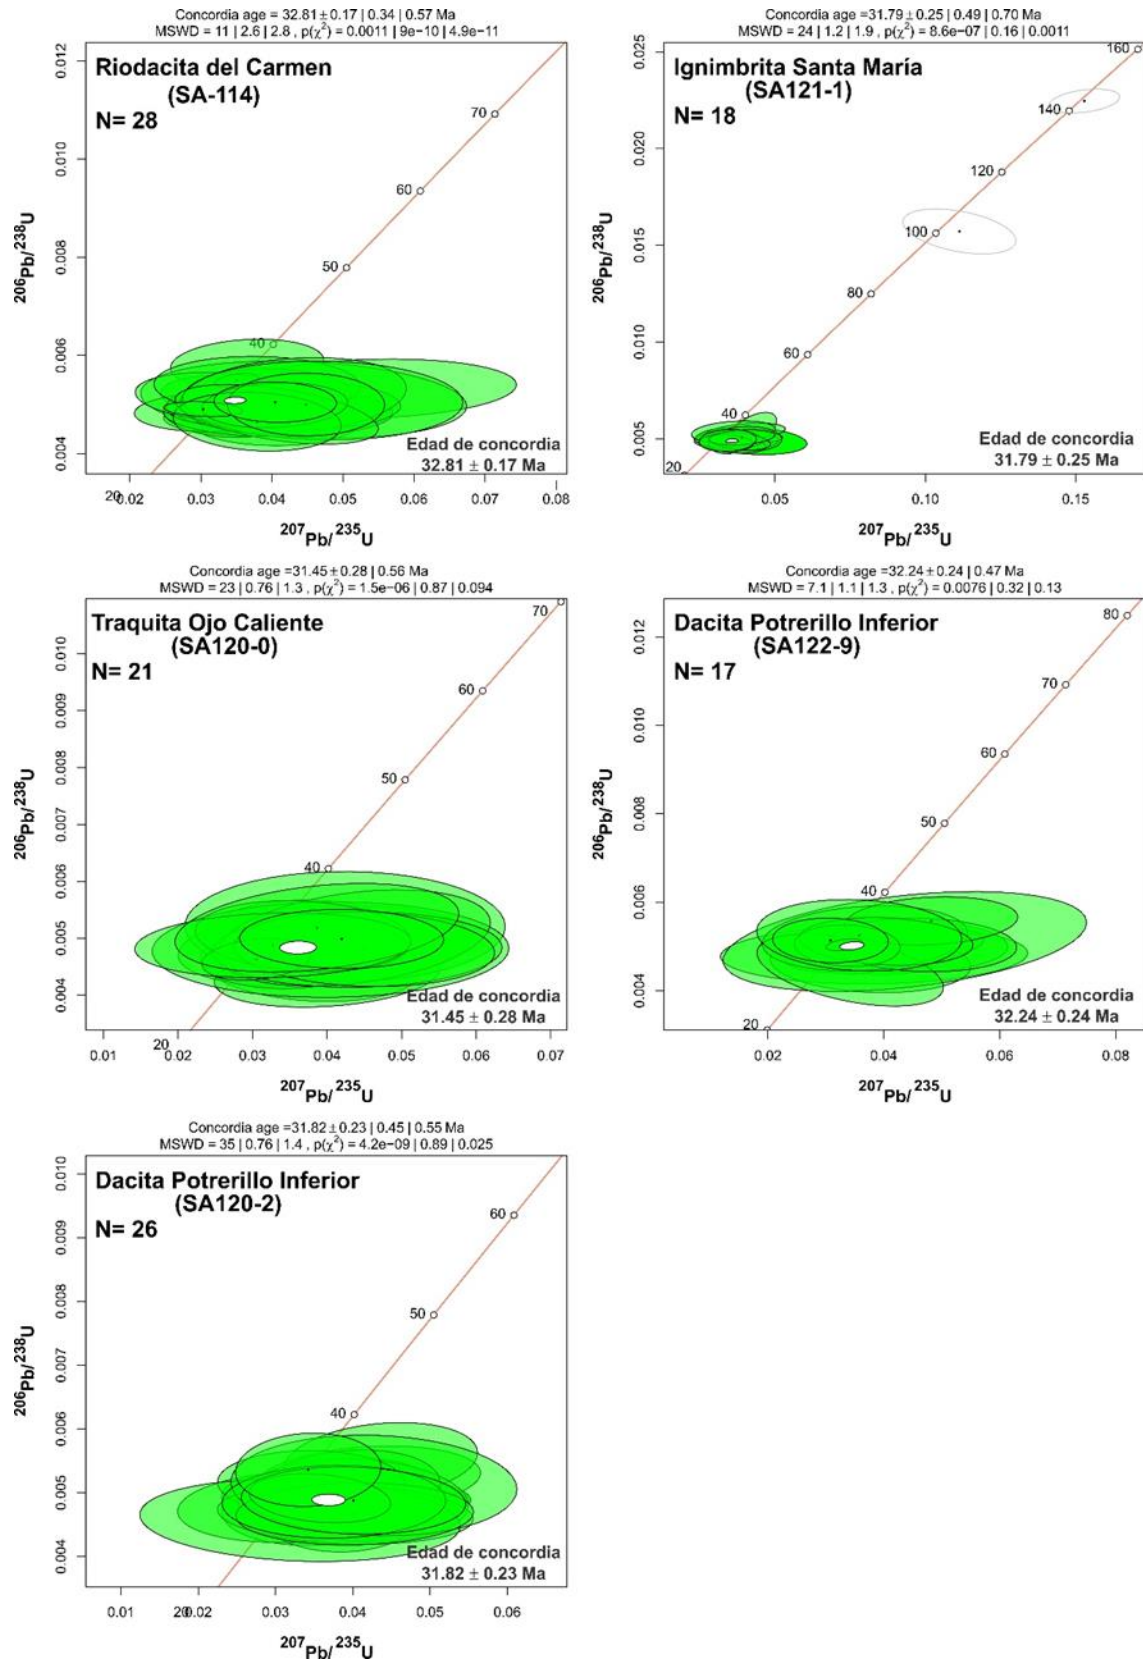 Concordia age = 32.81 ± 0.17 | 0.34 | 0.57 Ma
MSWD = 11 | 2.6 | 2.8 , p(χ²) = 0.0011 | 9e−10 | 4.9e−11
Riodacita del Carmen
(SA-114)
N= 28
70
60
50
40
20
0.012
0.010
0.008
0.006
0.004
²⁰⁶Pb/²³⁸U
Edad de concordia
32.81 ± 0.17 Ma
0.02 0.03 0.04 0.05 0.06 0.07 0.08
²⁰⁷Pb/²³⁵U
Concordia age =31.79 ± 0.25 | 0.49 | 0.70 Ma
MSWD = 24 | 1.2 | 1.9 , p(χ²) = 8.6e−07 | 0.16 | 0.0011
Ignimbrita Santa María
(SA121-1)
N= 18
160
140
120
100
80
60
40
20
0.025
0.020
0.015
0.010
0.005
²⁰⁶Pb/²³⁸U
Edad de concordia
31.79 ± 0.25 Ma
0.05 0.10 0.15
²⁰⁷Pb/²³⁵U
Concordia age =31.45 ± 0.28 | 0.56 Ma
MSWD = 23 | 0.76 | 1.3 , p(χ²) = 1.5e−06 | 0.87 | 0.094
Traquita Ojo Caliente
(SA120-0)
N= 21
70
60
50
40
20
0.010
0.009
0.008
0.007
0.006
0.005
0.004
²⁰⁶Pb/²³⁸U
Edad de concordia
31.45 ± 0.28 Ma
0.01 0.02 0.03 0.04 0.05 0.06 0.07
²⁰⁷Pb/²³⁵U
Concordia age =32.24 ± 0.24 | 0.47 Ma
MSWD = 7.1 | 1.1 | 1.3 , p(χ²) = 0.0076 | 0.32 | 0.13
Dacita Potrerillo Inferior
(SA122-9)
N= 17
80
70
60
50
40
20
0.012
0.010
0.008
0.006
0.004
²⁰⁶Pb/²³⁸U
Edad de concordia
32.24 ± 0.24 Ma
0.02 0.04 0.06 0.08
²⁰⁷Pb/²³⁵U
Concordia age =31.82 ± 0.23 | 0.45 | 0.55 Ma
MSWD = 35 | 0.76 | 1.4 , p(χ²) = 4.2e−09 | 0.89 | 0.025
Dacita Potrerillo Inferior
(SA120-2)
N= 26
60
50
40
20
0.010
0.009
0.008
0.007
0.006
0.005
0.004
²⁰⁶Pb/²³⁸U
Edad de concordia
31.82 ± 0.23 Ma
0.01 0.02 0.03 0.04 0.05 0.06
²⁰⁷Pb/²³⁵U